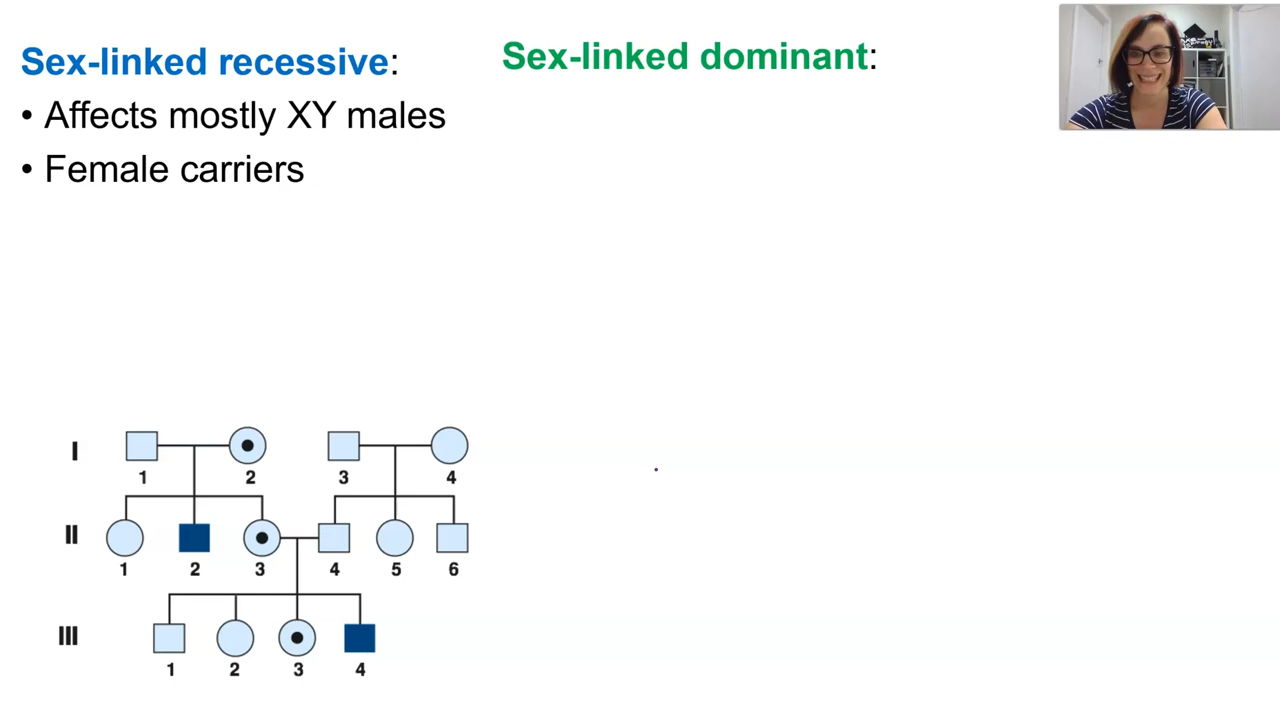 Sex-linked recessive:
• Affects mostly XY males
• Female carriers
Sex-linked dominant:
I
1 2 3 4
II
1 2 3 4 5 6
III
1 2 3 4